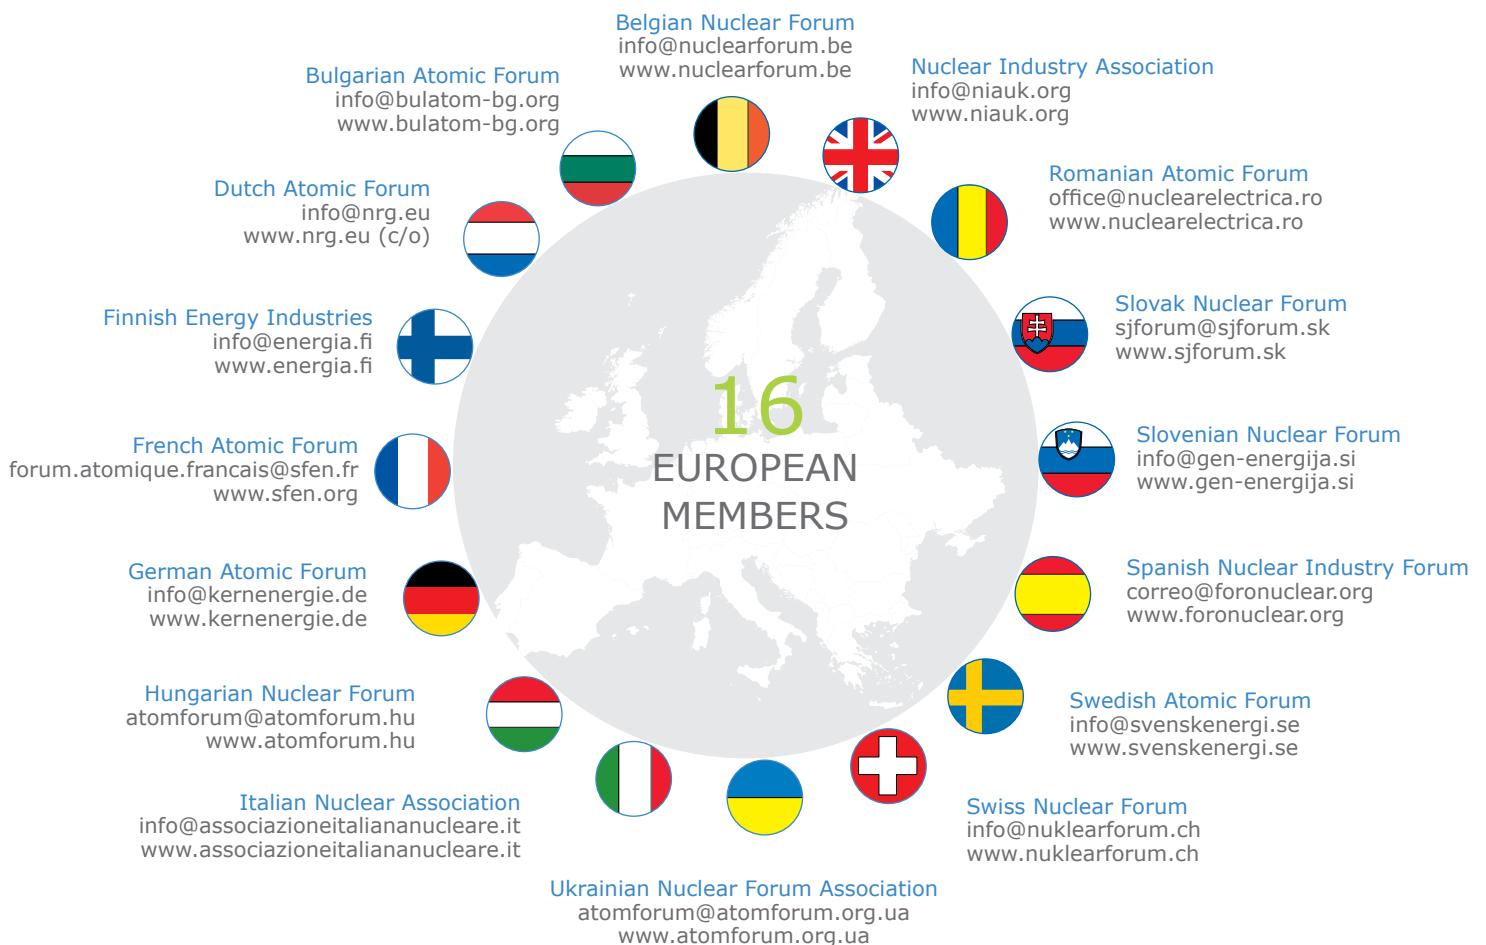 Belgian Nuclear Forum
info@nuclearforum.be
www.nuclearforum.be
Nuclear Industry Association
info@niauk.org
www.niauk.org
Bulgarian Atomic Forum
info@bulatom-bg.org
www.bulatom-bg.org
Romanian Atomic Forum
office@nuclearelectrica.ro
www.nuclearelectrica.ro
Dutch Atomic Forum
info@nrg.eu
www.nrg.eu (c/o)
Slovak Nuclear Forum
sjforum@sjforum.sk
www.sjforum.sk
Finnish Energy Industries
info@energia.fi
www.energia.fi
16
EUROPEAN
MEMBERS
Slovenian Nuclear Forum
info@gen-energija.si
www.gen-energija.si
French Atomic Forum
forum.atomique.francais@sfen.fr
www.sfen.org
Spanish Nuclear Industry Forum
correo@foronuclear.org
www.foronuclear.org
German Atomic Forum
info@kernenergie.de
www.kernenergie.de
Swedish Atomic Forum
info@svenskenergi.se
www.svenskenergi.se
Hungarian Nuclear Forum
atomforum@atomforum.hu
www.atomforum.hu
Italian Nuclear Association
info@associazioneitaliananucleare.it
www.associazioneitaliananucleare.it
Swiss Nuclear Forum
info@nuklearforum.ch
www.nuklearforum.ch
Ukrainian Nuclear Forum Association
atomforum@atomforum.org.ua
www.atomforum.org.ua